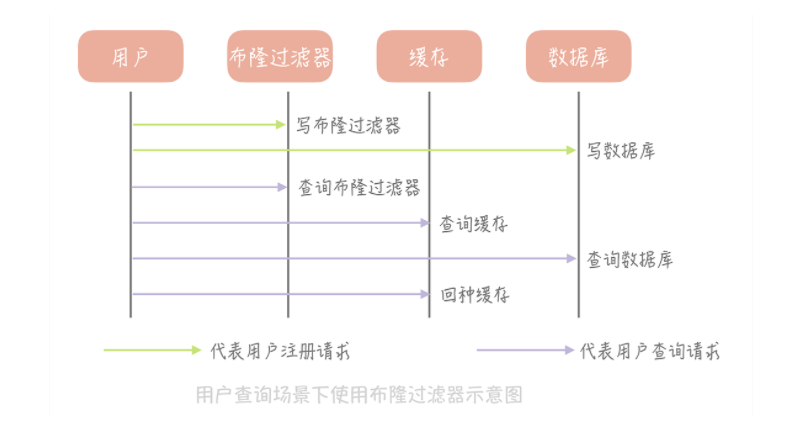 用户
布隆过滤器
缓存
数据库
写布隆过滤器
写数据库
查询布隆过滤器
查询缓存
查询数据库
回种缓存
代表用户注册请求
代表用户查询请求
用户查询场景下使用布隆过滤器示意图